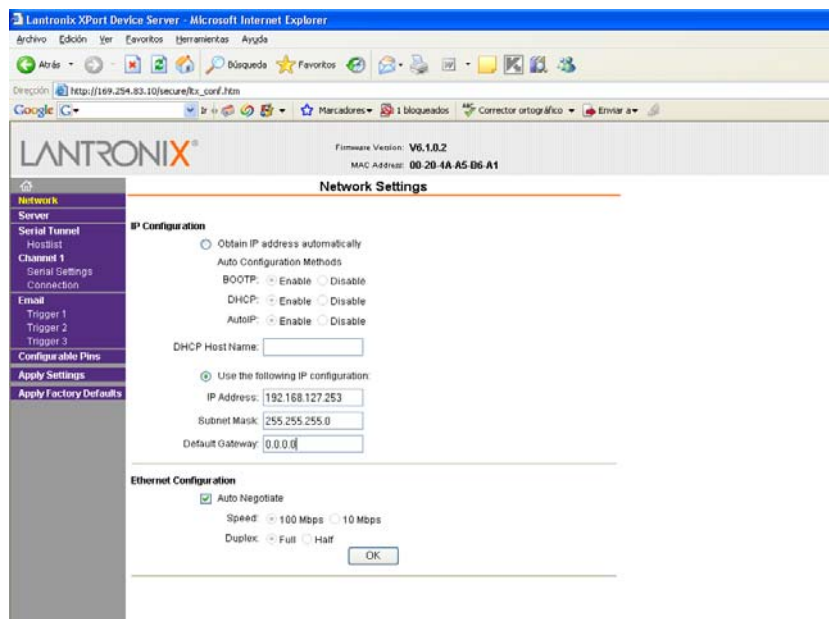 Lantronix XPort Device Server - Microsoft Internet Explorer
Archivo Edición Ver Favoritos Herramientas Ayuda
Atrás Búsqueda Favoritos
Dirección http://169.254.83.10/secure/ltx_conf.htm
Google G Ir Marcadores 1 bloqueados Corrector ortográfico Enviar a
LANTRONIX®
Firmware Version: V6.1.0.2
MAC Address: 00-20-4A-A5-B6-A1
Network
Server
Serial Tunnel
Hostlist
Channel 1
Serial Settings
Connection
Email
Trigger 1
Trigger 2
Trigger 3
Configurable Pins
Apply Settings
Apply Factory Defaults
Network Settings
IP Configuration
Obtain IP address automatically
Auto Configuration Methods
BOOTP: Enable Disable
DHCP: Enable Disable
AutoIP: Enable Disable
DHCP Host Name:
Use the following IP configuration:
IP Address: 192.168.127.253
Subnet Mask: 255.255.255.0
Default Gateway: 0.0.0.0
Ethernet Configuration
Auto Negotiate
Speed: 100 Mbps 10 Mbps
Duplex: Full Half
OK